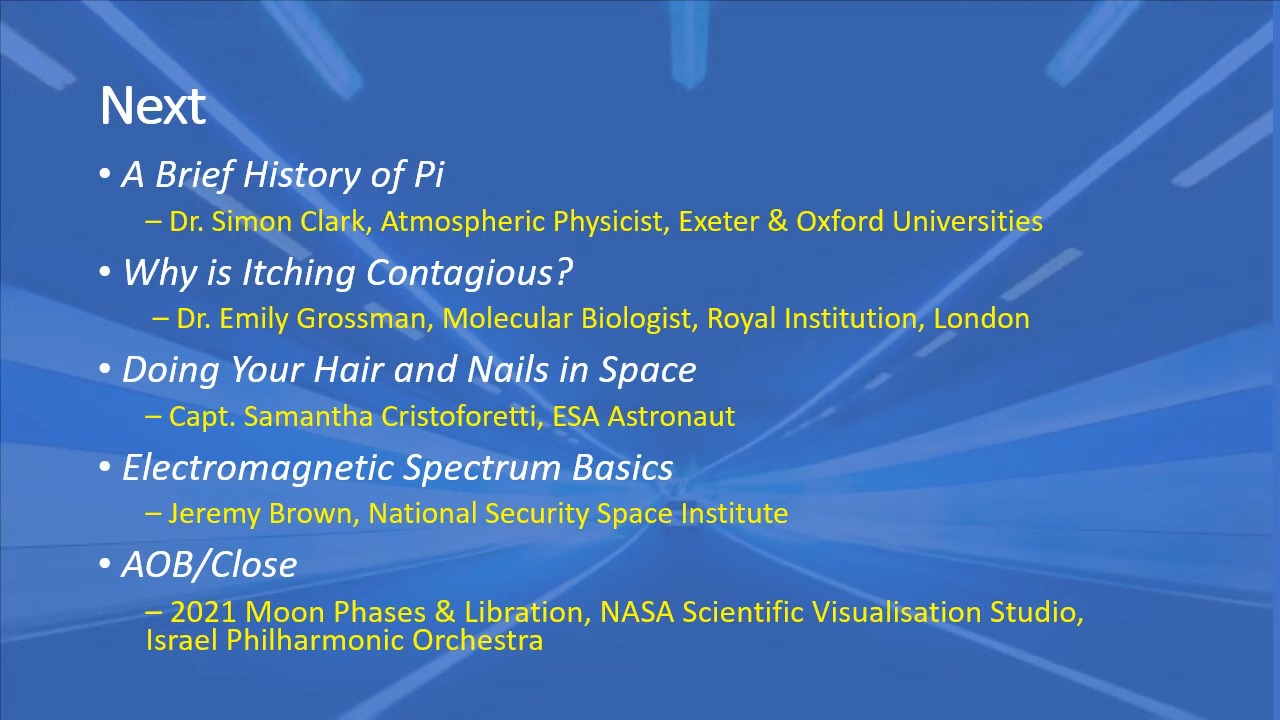 Next
• A Brief History of Pi
– Dr. Simon Clark, Atmospheric Physicist, Exeter & Oxford Universities
• Why is Itching Contagious?
– Dr. Emily Grossman, Molecular Biologist, Royal Institution, London
• Doing Your Hair and Nails in Space
– Capt. Samantha Cristoforetti, ESA Astronaut
• Electromagnetic Spectrum Basics
– Jeremy Brown, National Security Space Institute
• AOB/Close
– 2021 Moon Phases & Libration, NASA Scientific Visualisation Studio,
Israel Philharmonic Orchestra